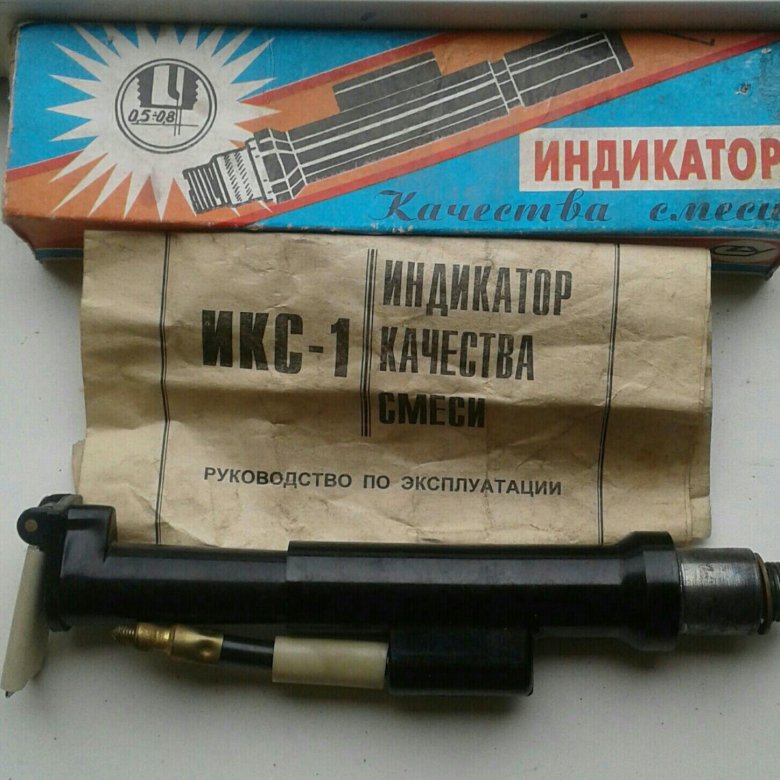 0,5÷0,8
ИНДИКАТОР
Качества смеси
ИКС-1
ИНДИКАТОР
КАЧЕСТВА
СМЕСИ
РУКОВОДСТВО ПО ЭКСПЛУАТАЦИИ